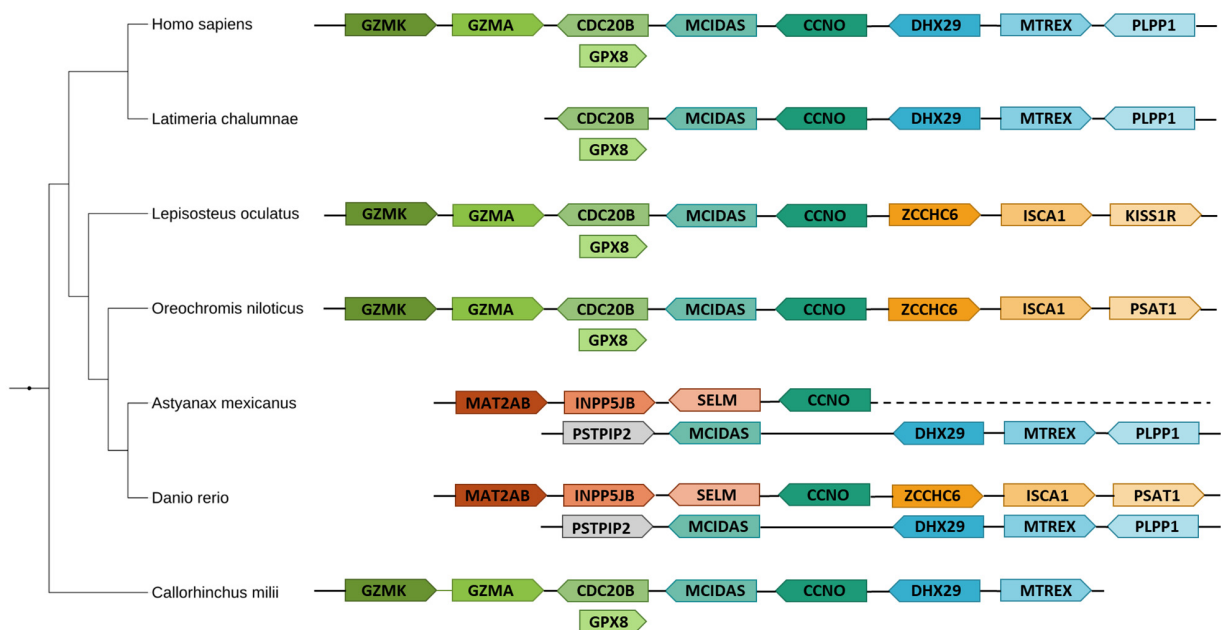 Homo sapiens GZMK GZMA CDC20B MCIDAS CCNO DHX29 MTREX PLPP1
GPX8
Latimeria chalumnae CDC20B MCIDAS CCNO DHX29 MTREX PLPP1
GPX8
Lepisosteus oculatus GZMK GZMA CDC20B MCIDAS CCNO ZCCHC6 ISCA1 KISS1R
GPX8
Oreochromis niloticus GZMK GZMA CDC20B MCIDAS CCNO ZCCHC6 ISCA1 PSAT1
GPX8
Astyanax mexicanus MAT2AB INPP5JB SELM CCNO
PSTPIP2 MCIDAS DHX29 MTREX PLPP1
Danio rerio MAT2AB INPP5JB SELM CCNO ZCCHC6 ISCA1 PSAT1
PSTPIP2 MCIDAS DHX29 MTREX PLPP1
Callorhinchus milii GZMK GZMA CDC20B MCIDAS CCNO DHX29 MTREX
GPX8